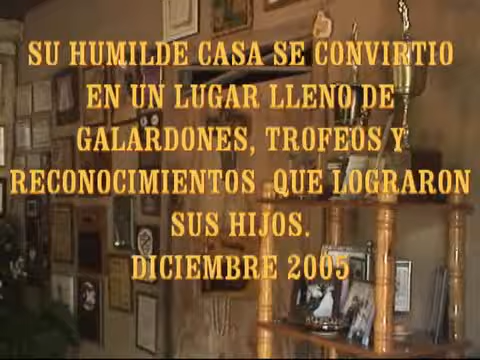 SU HUMILDE CASA SE CONVIRTIO
EN UN LUGAR LLENO DE
GALARDONES, TROFEOS Y
RECONOCIMIENTOS QUE LOGRARON
SUS HIJOS.
DICIEMBRE 2005